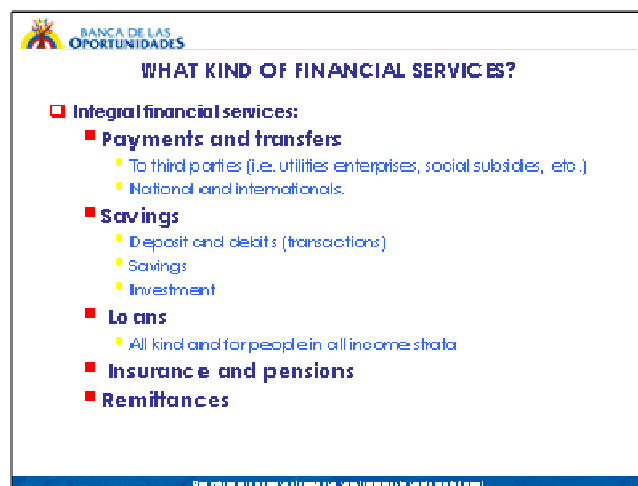 BANCA DE LAS
OPORTUNIDADES
WHAT KIND OF FINANCIAL SERVICES?
Integral financial services:
Payments and transfers
To third parties (i.e. utilities enterprises, social subsidies, etc.)
National and internationals.
Savings
Deposit and debits (transactions)
Savings
Investment
Loans
All kind and for people in all income strata
Insurance and pensions
Remittances